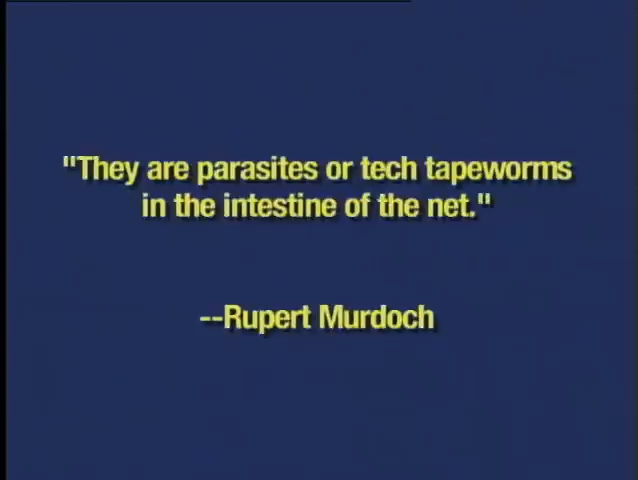 "They are parasites or tech tapeworms
in the intestine of the net."
--Rupert Murdoch